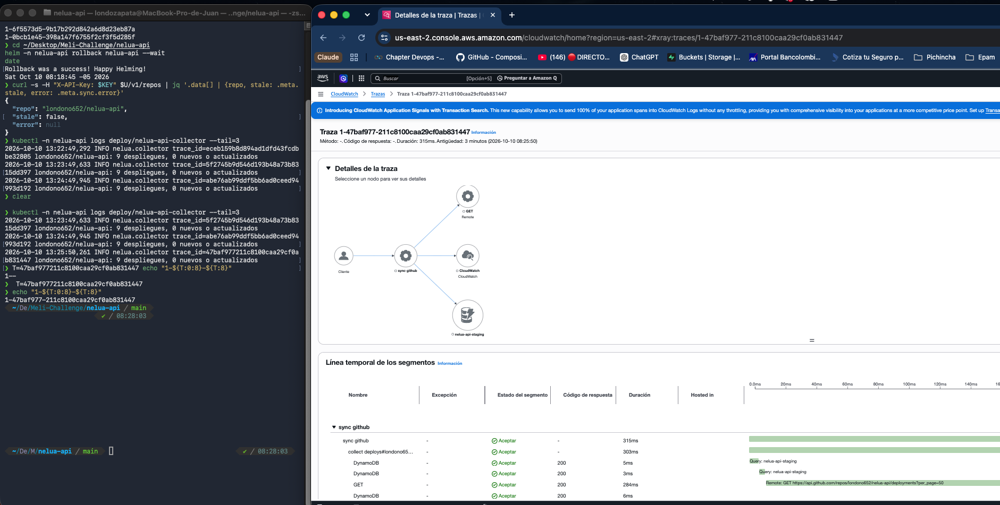 nelua-api — londozapata@MacBook-Pro-de-Juan — ..nge/nelua-api — -zs...
1-6f5573d5-9b17b292d842a6d8d23eb87a
1-0bcb1e45-398a147f6755f2cf3f5d285f
❯ cd ~/Desktop/Meli-Challenge/nelua-api
helm -n nelua-api rollback nelua-api --wait
date
Rollback was a success! Happy Helming!
Sat Oct 10 08:18:45 -05 2026
❯ curl -s -H "X-API-Key: $KEY" $U/v1/repos | jq '.data[] | {repo, stale: .meta.
stale, error: .meta.sync.error}'
{
"repo": "londono652/nelua-api",
"stale": false,
"error": null
}
❯ kubectl -n nelua-api logs deploy/nelua-api-collector --tail=3
2026-10-10 13:22:49,292 INFO nelua.collector trace_id=eceb159b8d894ad1dfd43fcdb
be32805 londono652/nelua-api: 9 despliegues, 0 nuevos o actualizados
2026-10-10 13:23:49,633 INFO nelua.collector trace_id=5f2745b9d546d193b48a73b83
15dd397 londono652/nelua-api: 9 despliegues, 0 nuevos o actualizados
2026-10-10 13:24:49,945 INFO nelua.collector trace_id=abe76ab99ddf5bb6ad0ceed94
993d192 londono652/nelua-api: 9 despliegues, 0 nuevos o actualizados
❯ clear
❯ kubectl -n nelua-api logs deploy/nelua-api-collector --tail=3
2026-10-10 13:23:49,633 INFO nelua.collector trace_id=5f2745b9d546d193b48a73b83
15dd397 londono652/nelua-api: 9 despliegues, 0 nuevos o actualizados
2026-10-10 13:24:49,945 INFO nelua.collector trace_id=abe76ab99ddf5bb6ad0ceed94
993d192 londono652/nelua-api: 9 despliegues, 0 nuevos o actualizados
2026-10-10 13:25:50,261 INFO nelua.collector trace_id=47baf977211c8100caa29cf0a
b831447 londono652/nelua-api: 9 despliegues, 0 nuevos o actualizados
❯ T=47baf977211c8100caa29cf0ab831447 echo "1-${T:0:8}-${T:8}"
1--
❯ T=47baf977211c8100caa29cf0ab831447
❯ echo "1-${T:0:8}-${T:8}"
1-47baf977-211c8100caa29cf0ab831447
~/De/Meli-Challenge/nelua-api / main
✔ / 08:28:03
~/De/M/nelua-api / main
✔ / 08:28:03
Detalles de la traza | Trazas |
us-east-2.console.aws.amazon.com/cloudwatch/home?region=us-east-2#xray:traces/1-47baf977-211c8100caa29cf0ab831447
Claude
Chapter Devops -...
GitHub - Composi...
(146) 🔴 DIRECTO...
ChatGPT
Buckets | Storage |...
Portal Bancolombi...
Cotiza tu Seguro p...
Pichincha
Epam
aws
Buscar
[Opción+S]
Preguntar a Amazon Q
CloudWatch
Trazas
Traza 1-47baf977-211c8100caa29cf0ab831447
Introducing CloudWatch Application Signals with Transaction Search. This new capability allows you to send 100% of your application spans into CloudWatch Logs without any throttling, providing you with comprehensive visibility into your applications at a more competitive price point. Set up Transa
Traza 1-47baf977-211c8100caa29cf0ab831447 Información
Método: -. Código de respuesta: -. Duración: 315ms. Antigüedad: 3 minutos (2026-10-10 08:25:50)
Detalles de la traza
Seleccione un nodo para ver sus detalles
GET
Remote
Cliente
sync github
CloudWatch
CloudWatch
nelua-api-staging
Línea temporal de los segmentos Información
0.0ms 20ms 40ms 60ms 80ms 100ms 120ms 140ms 16
Nombre Excepción Estado del segmento Código de respuesta Duración Hosted in
sync github
sync github - Aceptar - 315ms
collect deploys#londono65... - Aceptar - 303ms
DynamoDB - Aceptar 200 5ms Query: nelua-api-staging
DynamoDB - Aceptar 200 3ms Query: nelua-api-staging
GET - Aceptar 200 284ms Remote: GET https://api.github.com/repos/londono652/nelua-api/deployments?per_page=50
DynamoDB - Aceptar 200 6ms